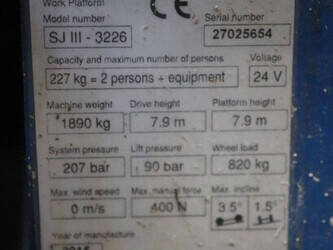 Work Platform
CE
Model number
Serial number
SJ III - 3226
27025654
Capacity and maximum number of persons
Voltage
227 kg = 2 persons + equipment
24 V
Machine weight
Drive height
Platform height
1890 kg
7.9 m
7.9 m
System pressure
Lift pressure
Wheel load
207 bar
90 bar
820 kg
Max. wind speed
Max. manual force
Max. incline
0 m/s
400 N
3.5° 1.5°
Year of manufacture